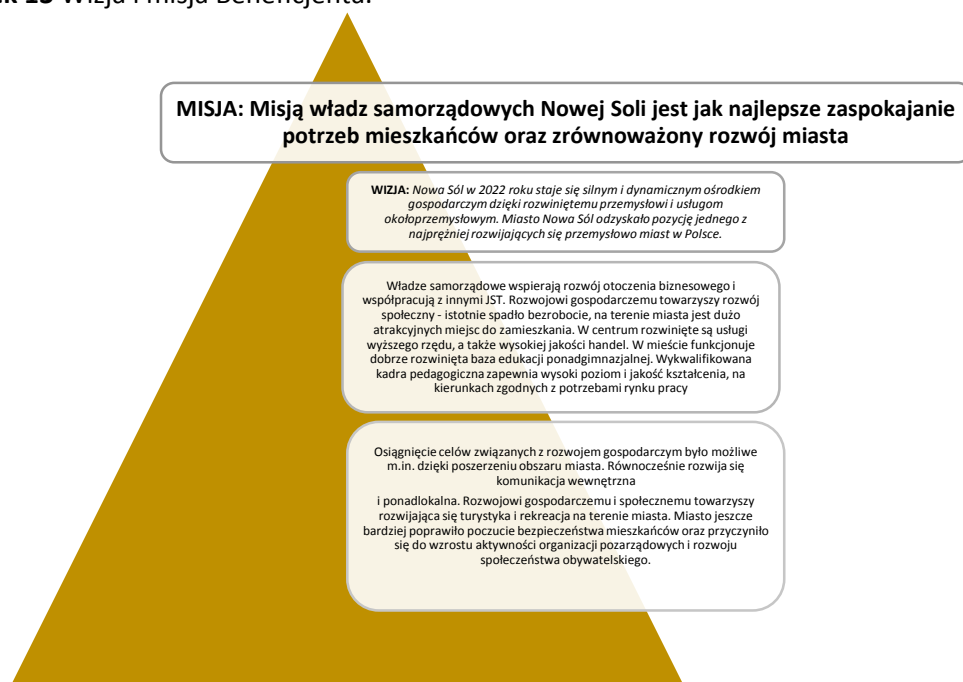 13 Wizja i misja Beneficjenta.
MISJA: Misją władz samorządowych Nowej Soli jest jak najlepsze zaspokajanie
potrzeb mieszkańców oraz zrównoważony rozwój miasta
WIZJA: Nowa Sól w 2022 roku staje się silnym i dynamicznym ośrodkiem
gospodarczym dzięki rozwiniętemu przemysłowi i usługom
okołoprzemysłowym. Miasto Nowa Sól odzyskało pozycję jednego z
najprężniej rozwijających się przemysłowo miast w Polsce.
Władze samorządowe wspierają rozwój otoczenia biznesowego i
współpracują z innymi JST. Rozwojowi gospodarczemu towarzyszy rozwój
społeczny - istotnie spadło bezrobocie, na terenie miasta jest dużo
atrakcyjnych miejsc do zamieszkania. W centrum rozwinięte są usługi
wyższego rzędu, a także wysokiej jakości handel. W mieście funkcjonuje
dobrze rozwinięta baza edukacji ponadgimnazjalnej. Wykwalifikowana
kadra pedagogiczna zapewnia wysoki poziom i jakość kształcenia, na
kierunkach zgodnych z potrzebami rynku pracy
Osiągnięcie celów związanych z rozwojem gospodarczym było możliwe
m.in. dzięki poszerzeniu obszaru miasta. Równocześnie rozwija się
komunikacja wewnętrzna
i ponadlokalna. Rozwojowi gospodarczemu i społecznemu towarzyszy
rozwijająca się turystyka i rekreacja na terenie miasta. Miasto jeszcze
bardziej poprawiło poczucie bezpieczeństwa mieszkańców oraz przyczyniło
się do wzrostu aktywności organizacji pozarządowych i rozwoju
społeczeństwa obywatelskiego.